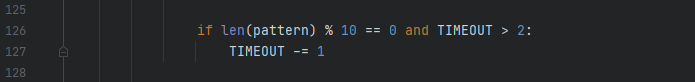 125
126 if len(pattern) % 10 == 0 and TIMEOUT > 2:
127 TIMEOUT -= 1
128